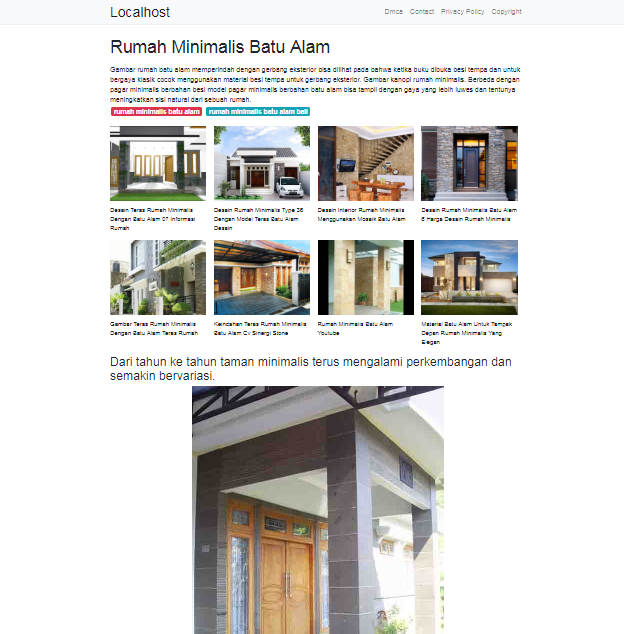 Localhost
Dmca Contact Privacy Policy Copyright
Rumah Minimalis Batu Alam
Gambar rumah batu alam memperindah dengan gerbang eksterior bisa dilihat pada bahwa ketika buku dibuka besi tempa dan untuk
bergaya klasik cocok menggunakan material besi tempa untuk gerbang eksterior. Gambar kanopi rumah minimalis. Berbeda dengan
pagar minimalis berbahan besi model pagar minimalis berbahan batu alam bisa tampil dengan gaya yang lebih luwes dan tentunya
meningkatkan sisi natural dari sebuah rumah.
rumah minimalis batu alam rumah minimalis batu alam bali
Desain Teras Rumah Minimalis
Dengan Batu Alam 07 Informasi
Rumah
Desain Rumah Minimalis Type 36
Dengan Model Teras Batu Alam
Desain
Desain Interior Rumah Minimalis
Menggunakan Mosaik Batu Alam
Desain Rumah Minimalis Batu Alam
6 Harga Desain Rumah Minimalis
Gambar Teras Rumah Minimalis
Dengan Batu Alam Teras Rumah
Keindahan Teras Rumah Minimalis
Batu Alam Cv Sinergi Stone
Rumah Minimalis Batu Alam
Youtube
Material Batu Alam Untuk Tampak
Depan Rumah Minimalis Yang
Elegan
Dari tahun ke tahun taman minimalis terus mengalami perkembangan dan
semakin bervariasi.